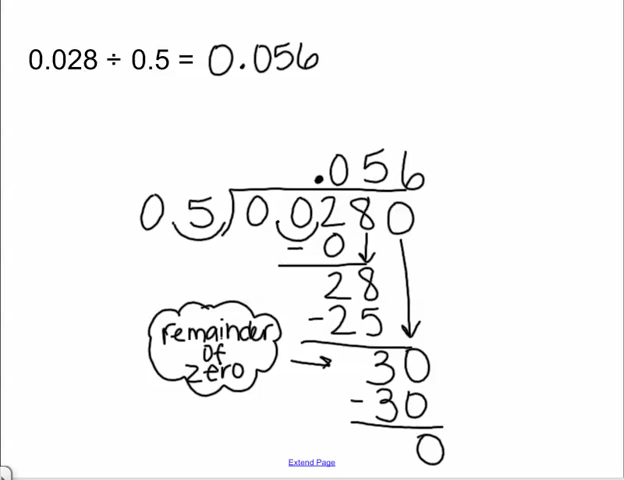 0.028 ÷ 0.5 = 0.056
.056
0.5)0.0280
- 0
28
-25
remainder
of
zero
30
-30
0
Extend Page